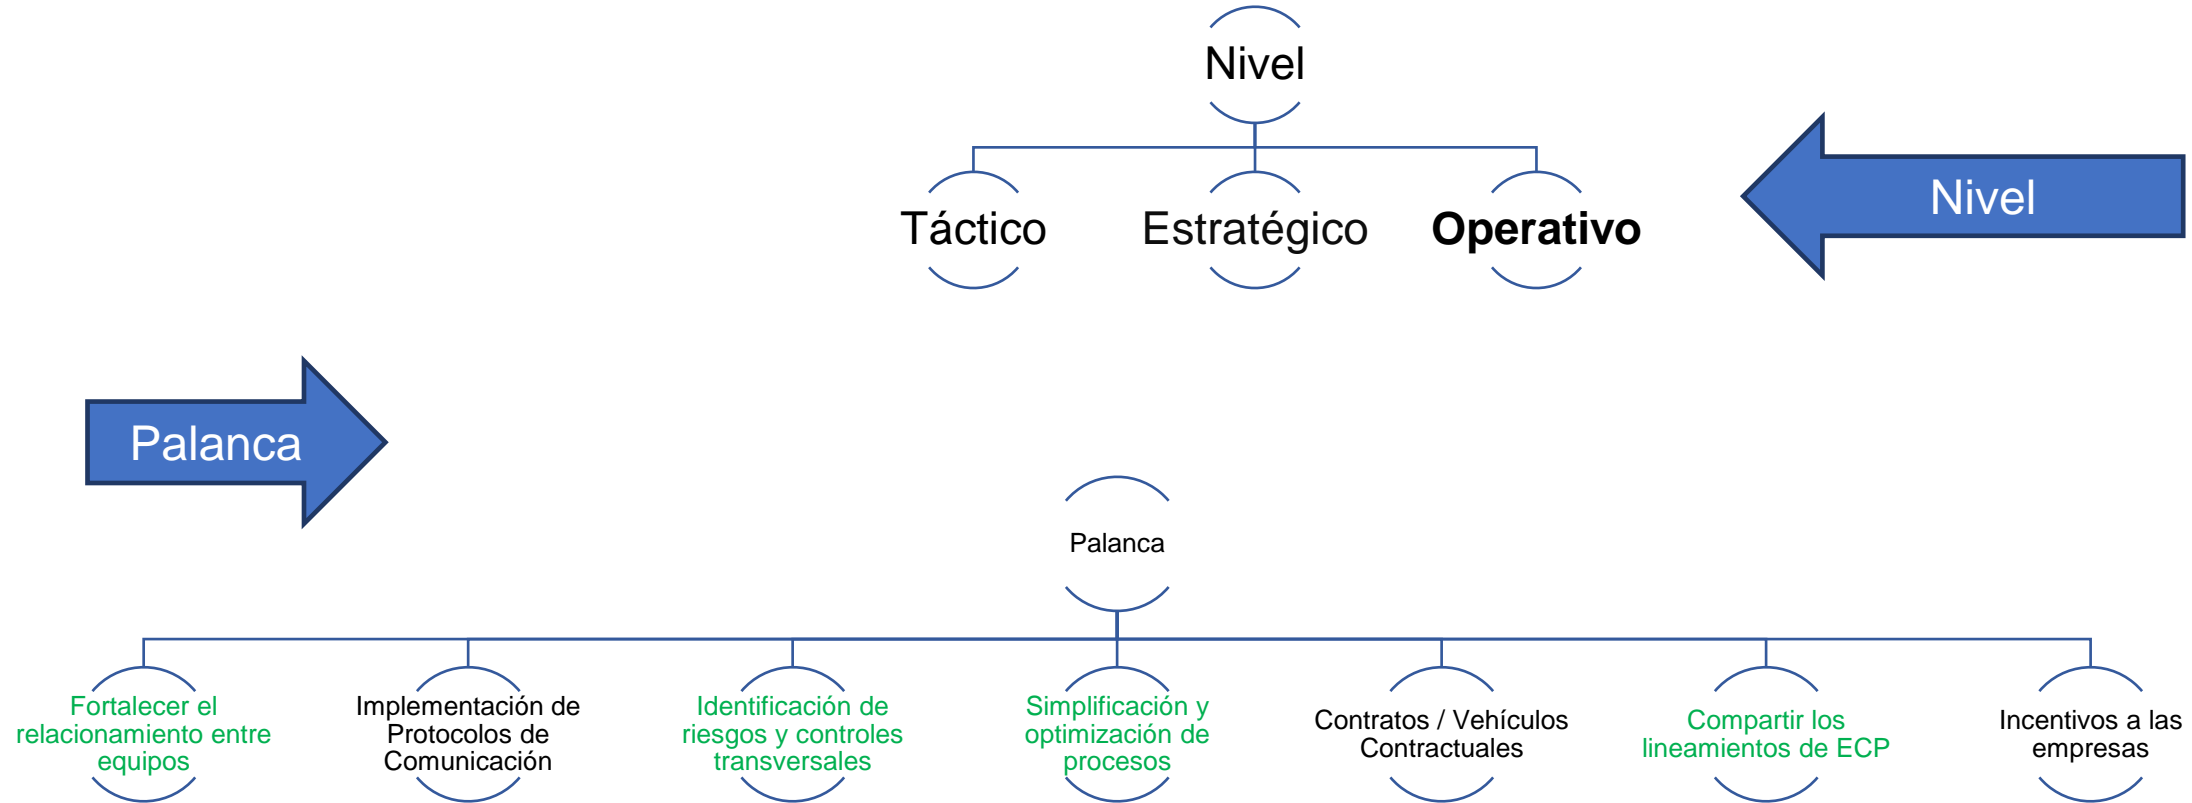 Nivel
Táctico
Estratégico
Operativo
Nivel
Palanca
Palanca
Fortalecer el
relacionamiento entre
equipos
Implementación de
Protocolos de
Comunicación
Identificación de
riesgos y controles
transversales
Simplificación y
optimización de
procesos
Contratos / Vehículos
Contractuales
Compartir los
lineamientos de ECP
Incentivos a las
empresas